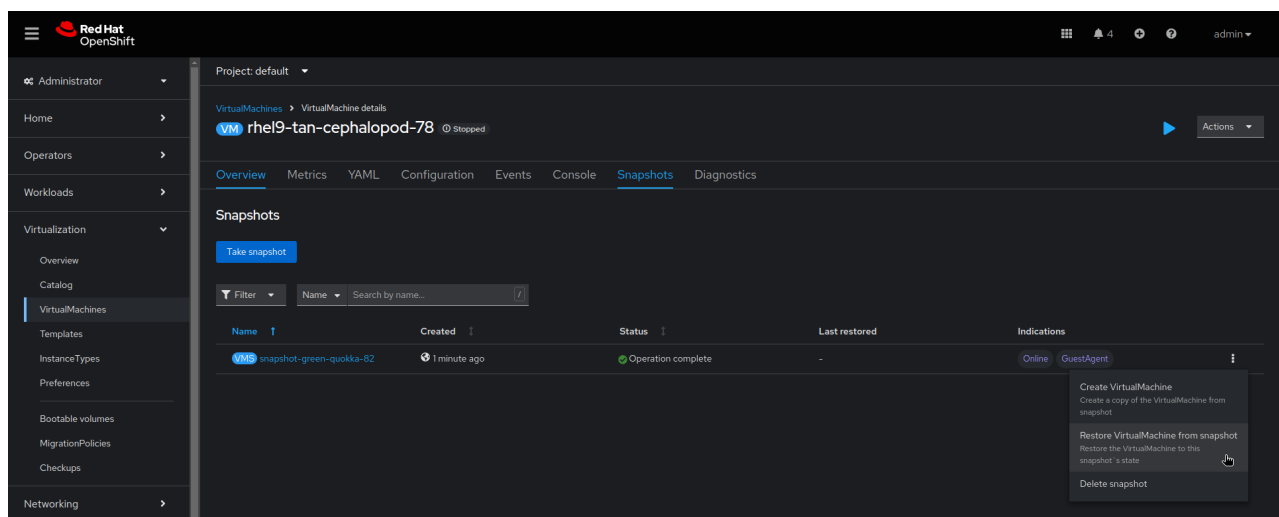 Red Hat
OpenShift
4
admin
Administrator
Home
Operators
Workloads
Virtualization
Overview
Catalog
VirtualMachines
Templates
InstanceTypes
Preferences
Bootable volumes
MigrationPolicies
Checkups
Networking
Project: default
VirtualMachines > VirtualMachine details
VM rhel9-tan-cephalopod-78 Stopped
Actions
Overview Metrics YAML Configuration Events Console Snapshots Diagnostics
Snapshots
Take snapshot
Filter Name Search by name... /
Name Created Status Last restored Indications
VMS snapshot-green-quokka-82 1 minute ago Operation complete - Online GuestAgent
Create VirtualMachine
Create a copy of the VirtualMachine from
snapshot
Restore VirtualMachine from snapshot
Restore the VirtualMachine to this
snapshot`s state
Delete snapshot